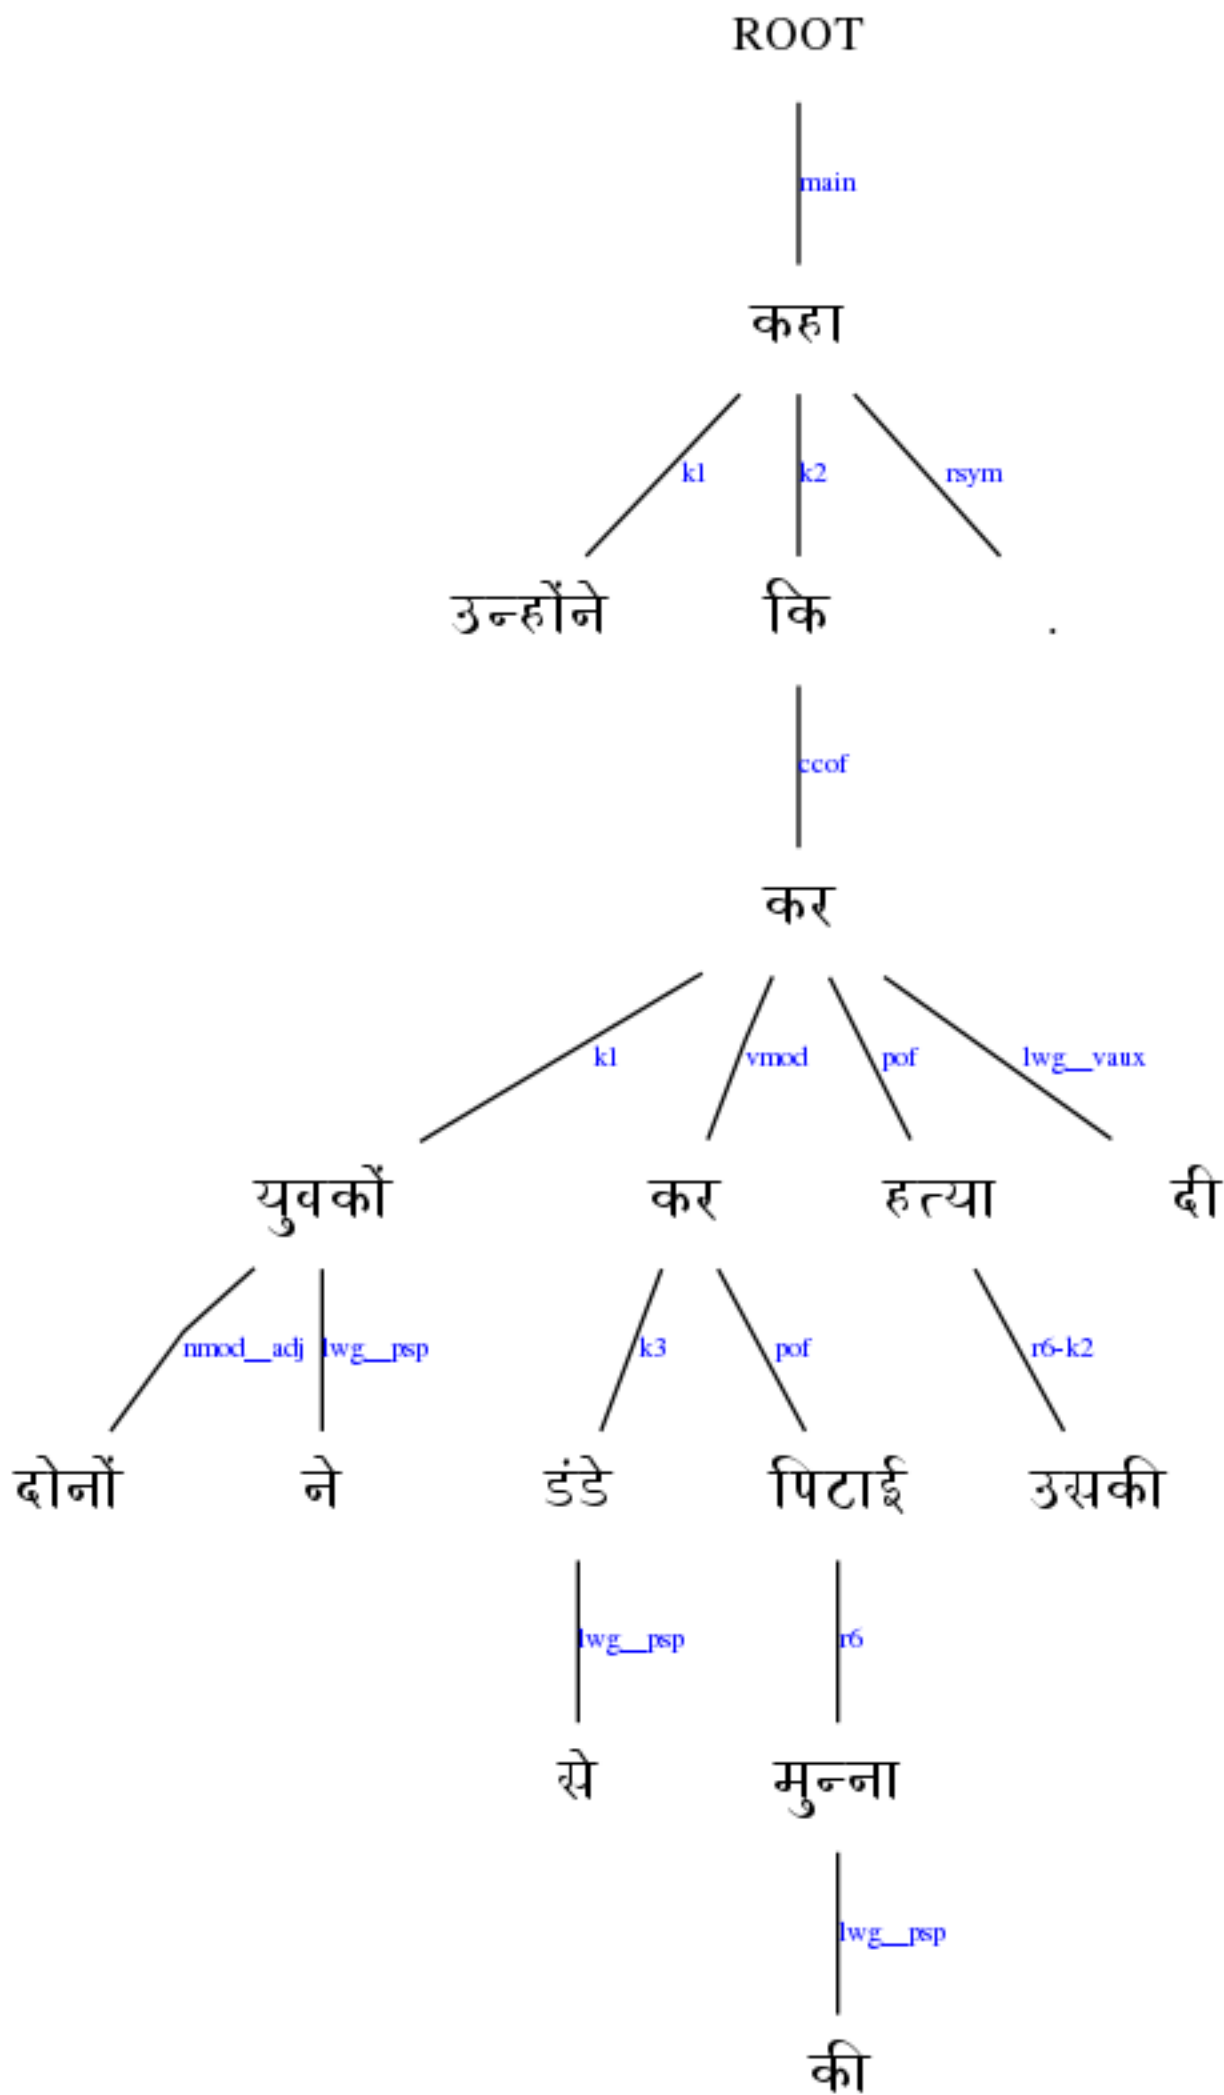 ROOT
main
कहा
k1 k2 rsym
उन्होंने कि .
ccof
कर
k1 vmod pof lwg__vaux
युवकों कर हत्या दी
nmod__adj lwg__psp k3 pof r6-k2
दोनों ने डंडे पिटाई उसकी
lwg__psp r6
से मुन्ना
lwg__psp
की